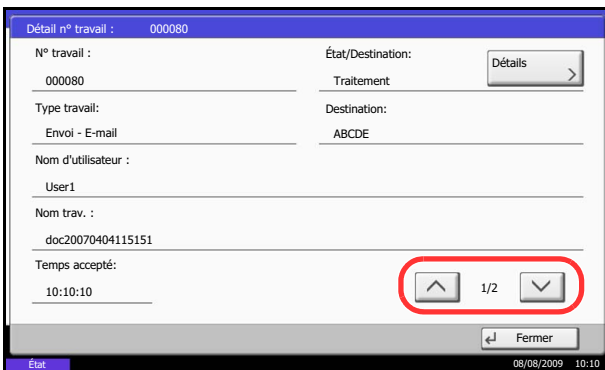 Détail n° travail : 000080
N° travail :
000080
État/Destination:
Traitement
Détails
Type travail:
Envoi - E-mail
Destination:
ABCDE
Nom d'utilisateur :
User1
Nom trav. :
doc20070404115151
Temps accepté:
10:10:10
1/2
Fermer
État
08/08/2009 10:10